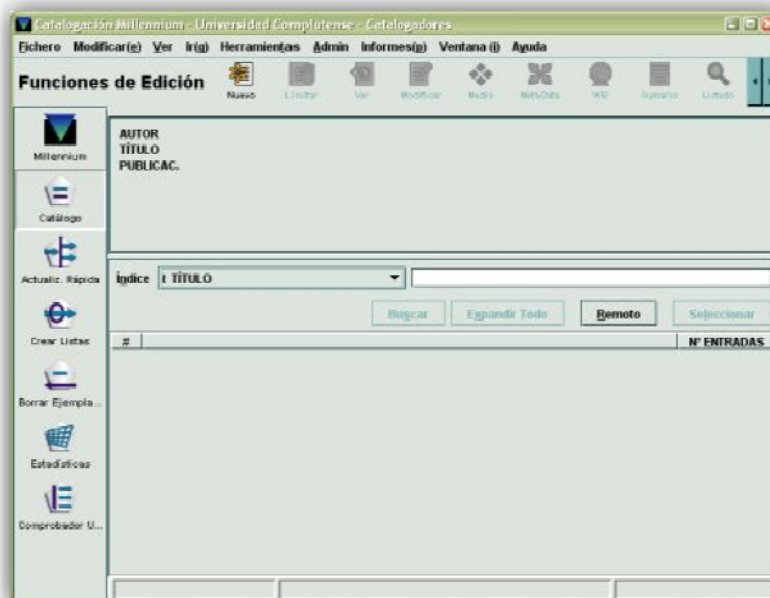 Catalogación Millennium - Universidad Complutense - Catalogadores
Fichero Modificar(e) Ver Ir(g) Herramientas Admin Informes(p) Ventana (i) Ayuda
Funciones de Edición
Nuevo Limitar Ver Modificar Media MetaData WB Sumario Listado
Millennium
Catálogo
Actualiz. Rápida
Crear Listas
Borrar Ejempla...
Estadísticas
Comprobador U...
AUTOR
TÍTULO
PUBLICAC.
Índice t TÍTULO
Buscar Expandir Todo Remoto Seleccionar
# Nº ENTRADAS